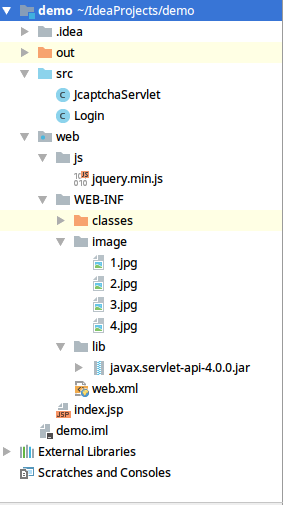 demo ~/IdeaProjects/demo
.idea
out
src
JcaptchaServlet
Login
web
js
jquery.min.js
WEB-INF
classes
image
1.jpg
2.jpg
3.jpg
4.jpg
lib
javax.servlet-api-4.0.0.jar
web.xml
index.jsp
demo.iml
External Libraries
Scratches and Consoles